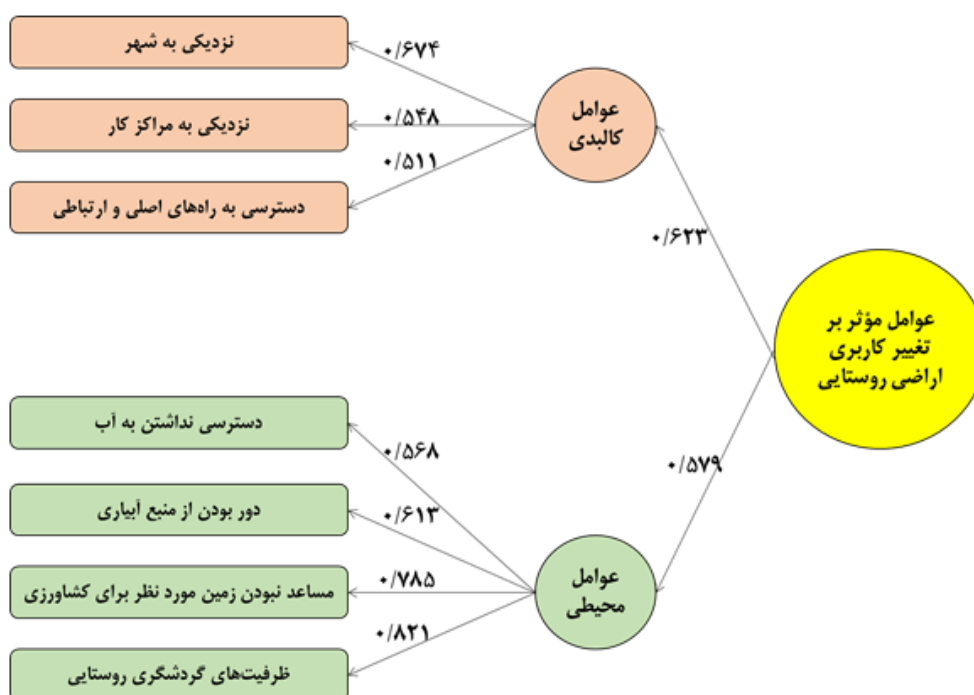 نزدیکی به شهر
۰/۶۷۴
نزدیکی به مراکز کار
۰/۵۴۸
دسترسی به راه‌های اصلی و ارتباطی
۰/۵۱۱
عوامل
کالبدی
۰/۶۲۳
عوامل مؤثر بر
تغییر کاربری
اراضی روستایی
۰/۵۷۹
دسترسی نداشتن به آب
۰/۵۶۸
دور بودن از منبع آبیاری
۰/۶۱۳
مساعد نبودن زمین مورد نظر برای کشاورزی
۰/۷۸۵
ظرفیت‌های گردشگری روستایی
۰/۸۲۱
عوامل
محیطی